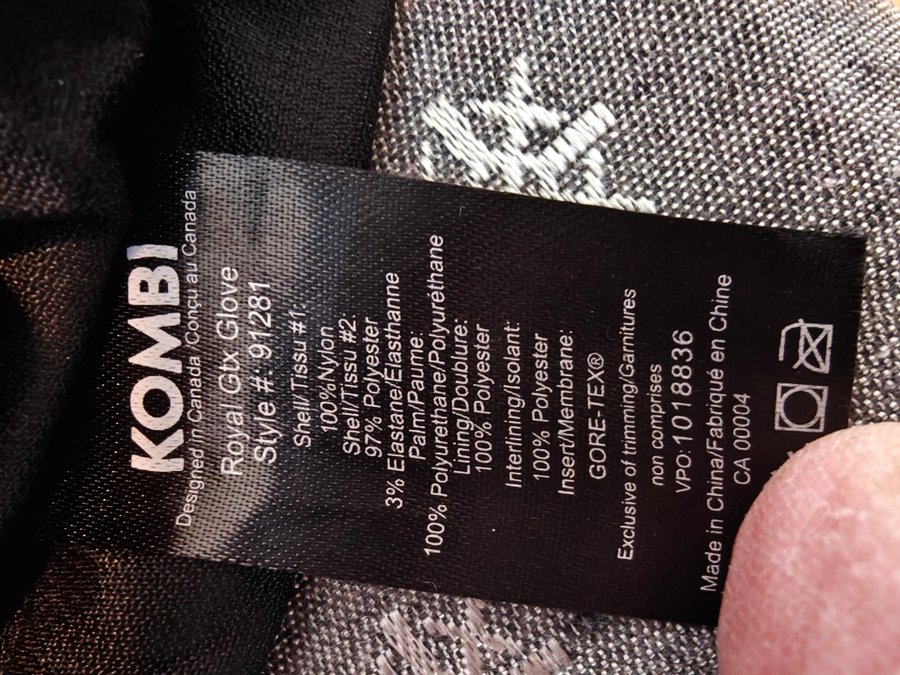 KOMBI
Designed in Canada Conçu au Canada
Royal Gtx Glove
Style #: 91281
Shell/Tissu #1:
100%Nylon
Shell/Tissu #2:
97% Polyester
3% Elastane/Easthanne
Palm/Paume:
100% Polyurethane/Polyuréthane
Lining/Doublure:
100% Polyester
Interlining/Isolant:
100% Polyester
Insert/Membrane:
GORE-TEX®
Exclusive of trimming/Garnitures
non comprises
VPO: 1018836
Made in China/Fabriqué en Chine
CA 00004